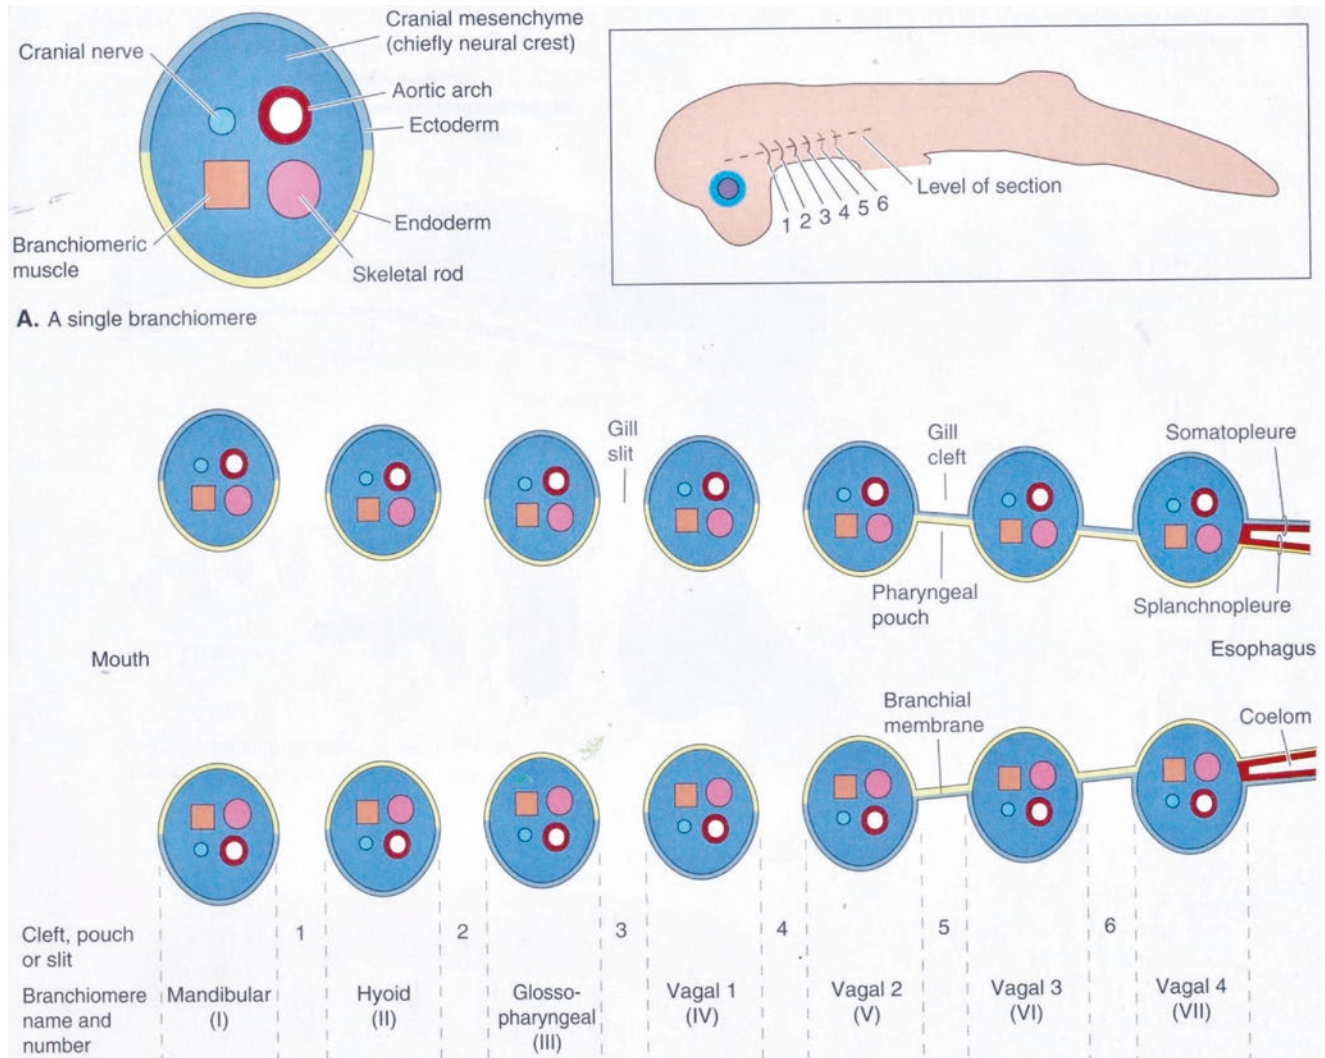 Cranial mesenchyme
(chiefly neural crest)
Cranial nerve
Aortic arch
Ectoderm
Endoderm
Branchiomeric
muscle
Skeletal rod
Level of section
1 2 3 4 5 6
A. A single branchiomere
Gill
slit
Gill
cleft
Somatopleure
Pharyngeal
pouch
Splanchnopleure
Mouth
Esophagus
Branchial
membrane
Coelom
Cleft, pouch
or slit
1 2 3 4 5 6
Branchiomere
name and
number
Mandibular
(I)
Hyoid
(II)
Glosso-
pharyngeal
(III)
Vagal 1
(IV)
Vagal 2
(V)
Vagal 3
(VI)
Vagal 4
(VII)